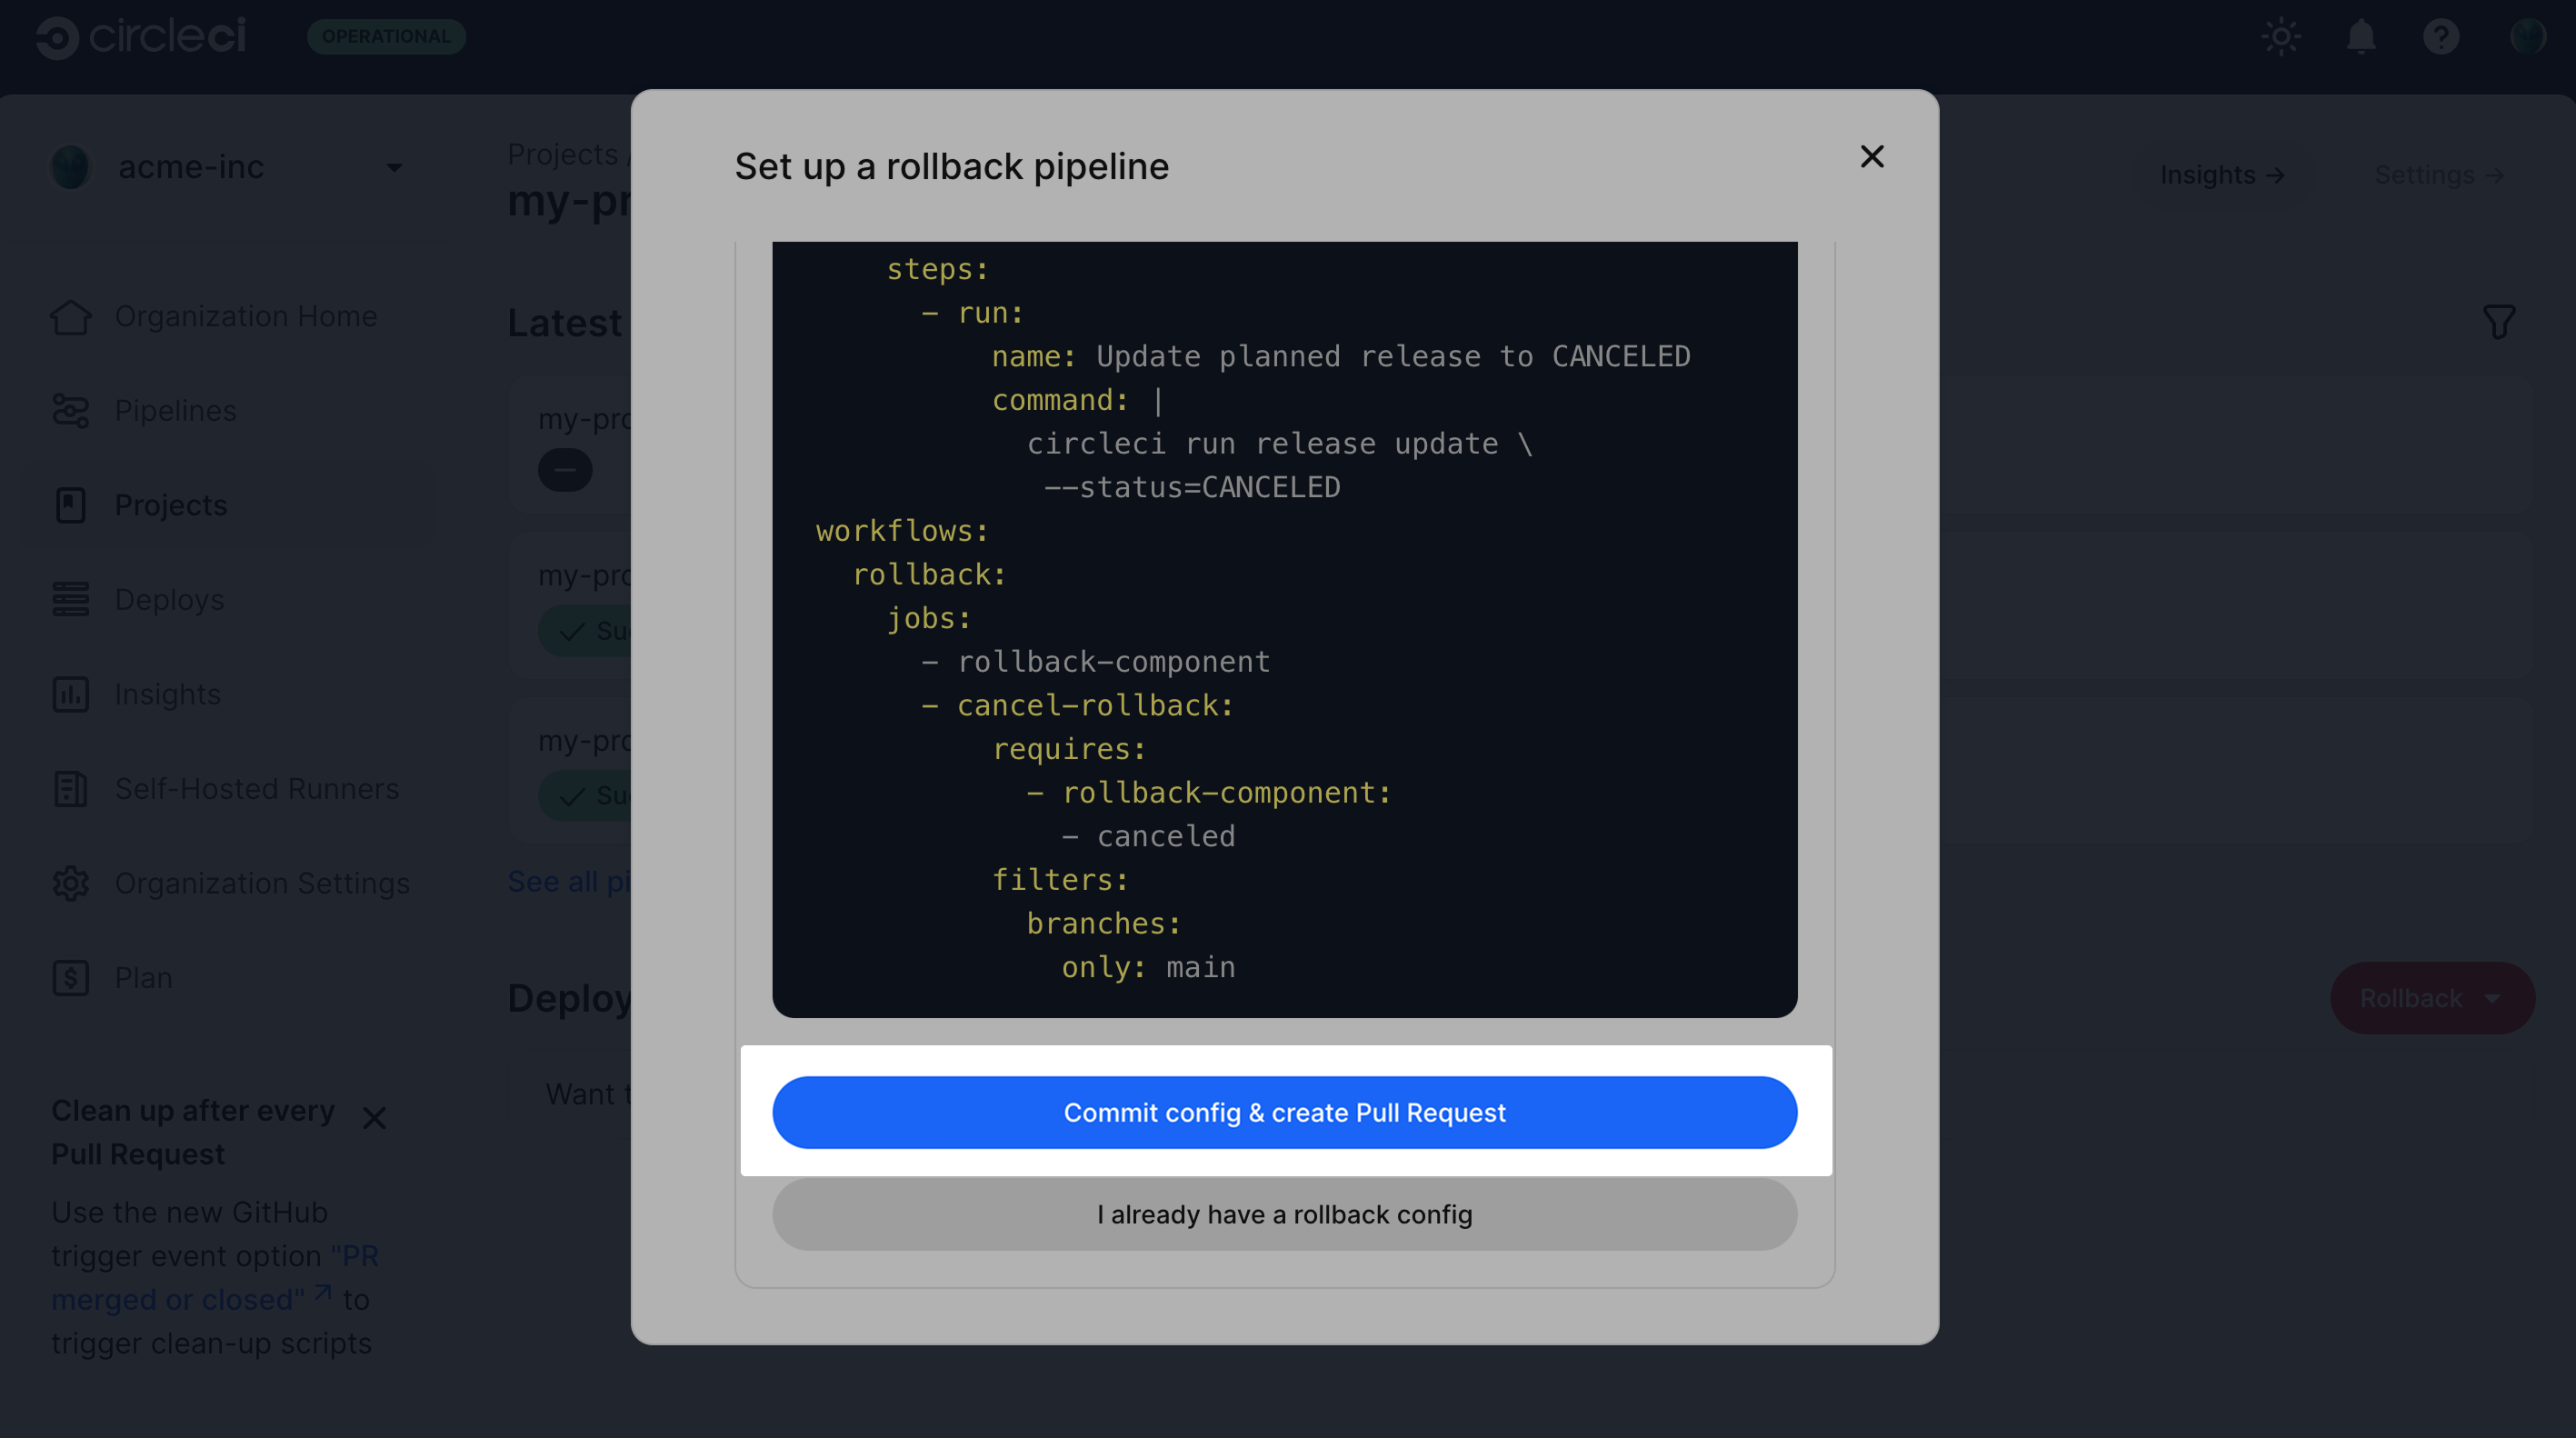 circleci
OPERATIONAL
acme-inc
Organization Home
Pipelines
Projects
Deploys
Insights
Self-Hosted Runners
Organization Settings
Plan
Clean up after every
Pull Request
Use the new GitHub
trigger event option "PR
merged or closed" to
trigger clean-up scripts
Projects
my-pr
Insights →
Settings →
Latest
my-pro
my-pro
Su
my-pro
Su
See all pi
Deploy
Rollback
Want t
Set up a rollback pipeline
steps:
- run:
name: Update planned release to CANCELED
command: |
circleci run release update \
--status=CANCELED
workflows:
rollback:
jobs:
- rollback-component
- cancel-rollback:
requires:
- rollback-component:
- canceled
filters:
branches:
only: main
Commit config & create Pull Request
I already have a rollback config